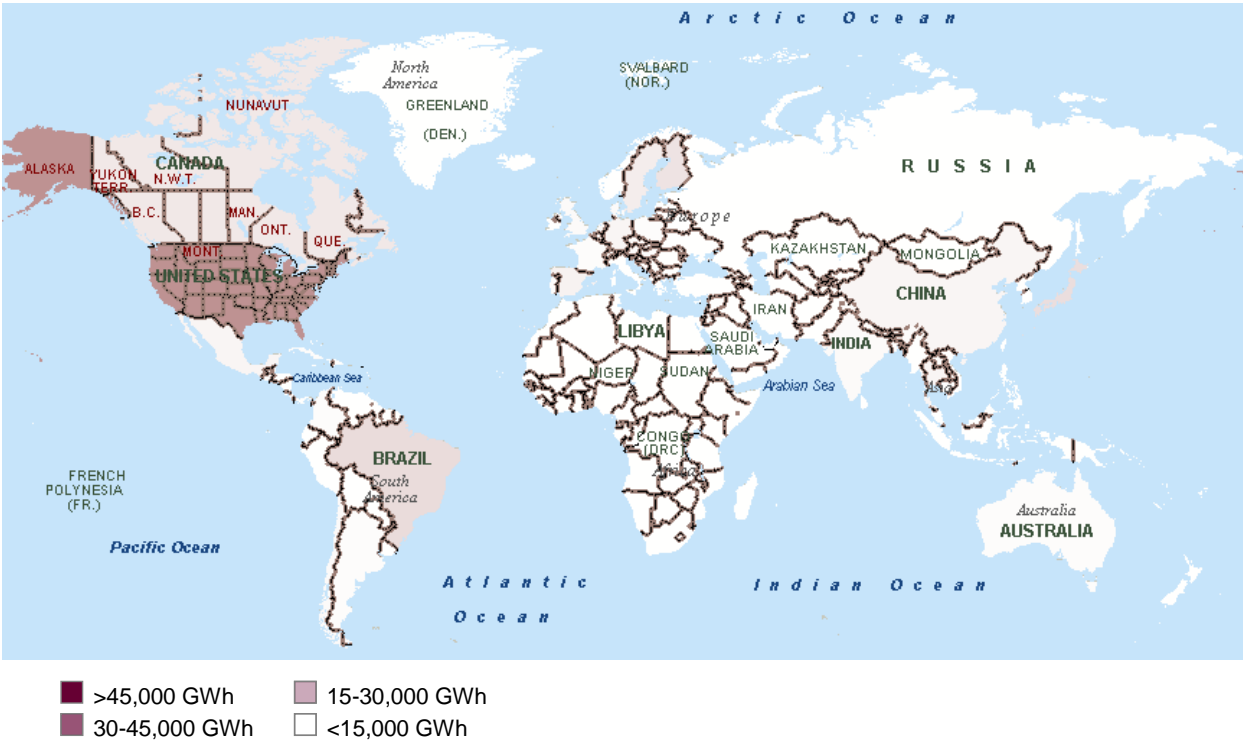 Arctic Ocean
North
America
SVALBARD
(NOR.)
NUNAVUT
GREENLAND
(DEN.)
ALASKA
YUKON
TERR.
CANADA
N.W.T.
RUSSIA
B.C.
MAN.
ONT.
QUE.
Europe
MONT.
UNITED STATES
KAZAKHSTAN
MONGOLIA
CHINA
IRAN
LIBYA
SAUDI
ARABIA
INDIA
NIGER
SUDAN
Caribbean Sea
Arabian Sea
Asia
CONGO
(DRC)
Africa
BRAZIL
South
America
FRENCH
POLYNESIA
(FR.)
Australia
AUSTRALIA
Pacific Ocean
Atlantic
Ocean
Indian Ocean
>45,000 GWh
15-30,000 GWh
30-45,000 GWh
<15,000 GWh